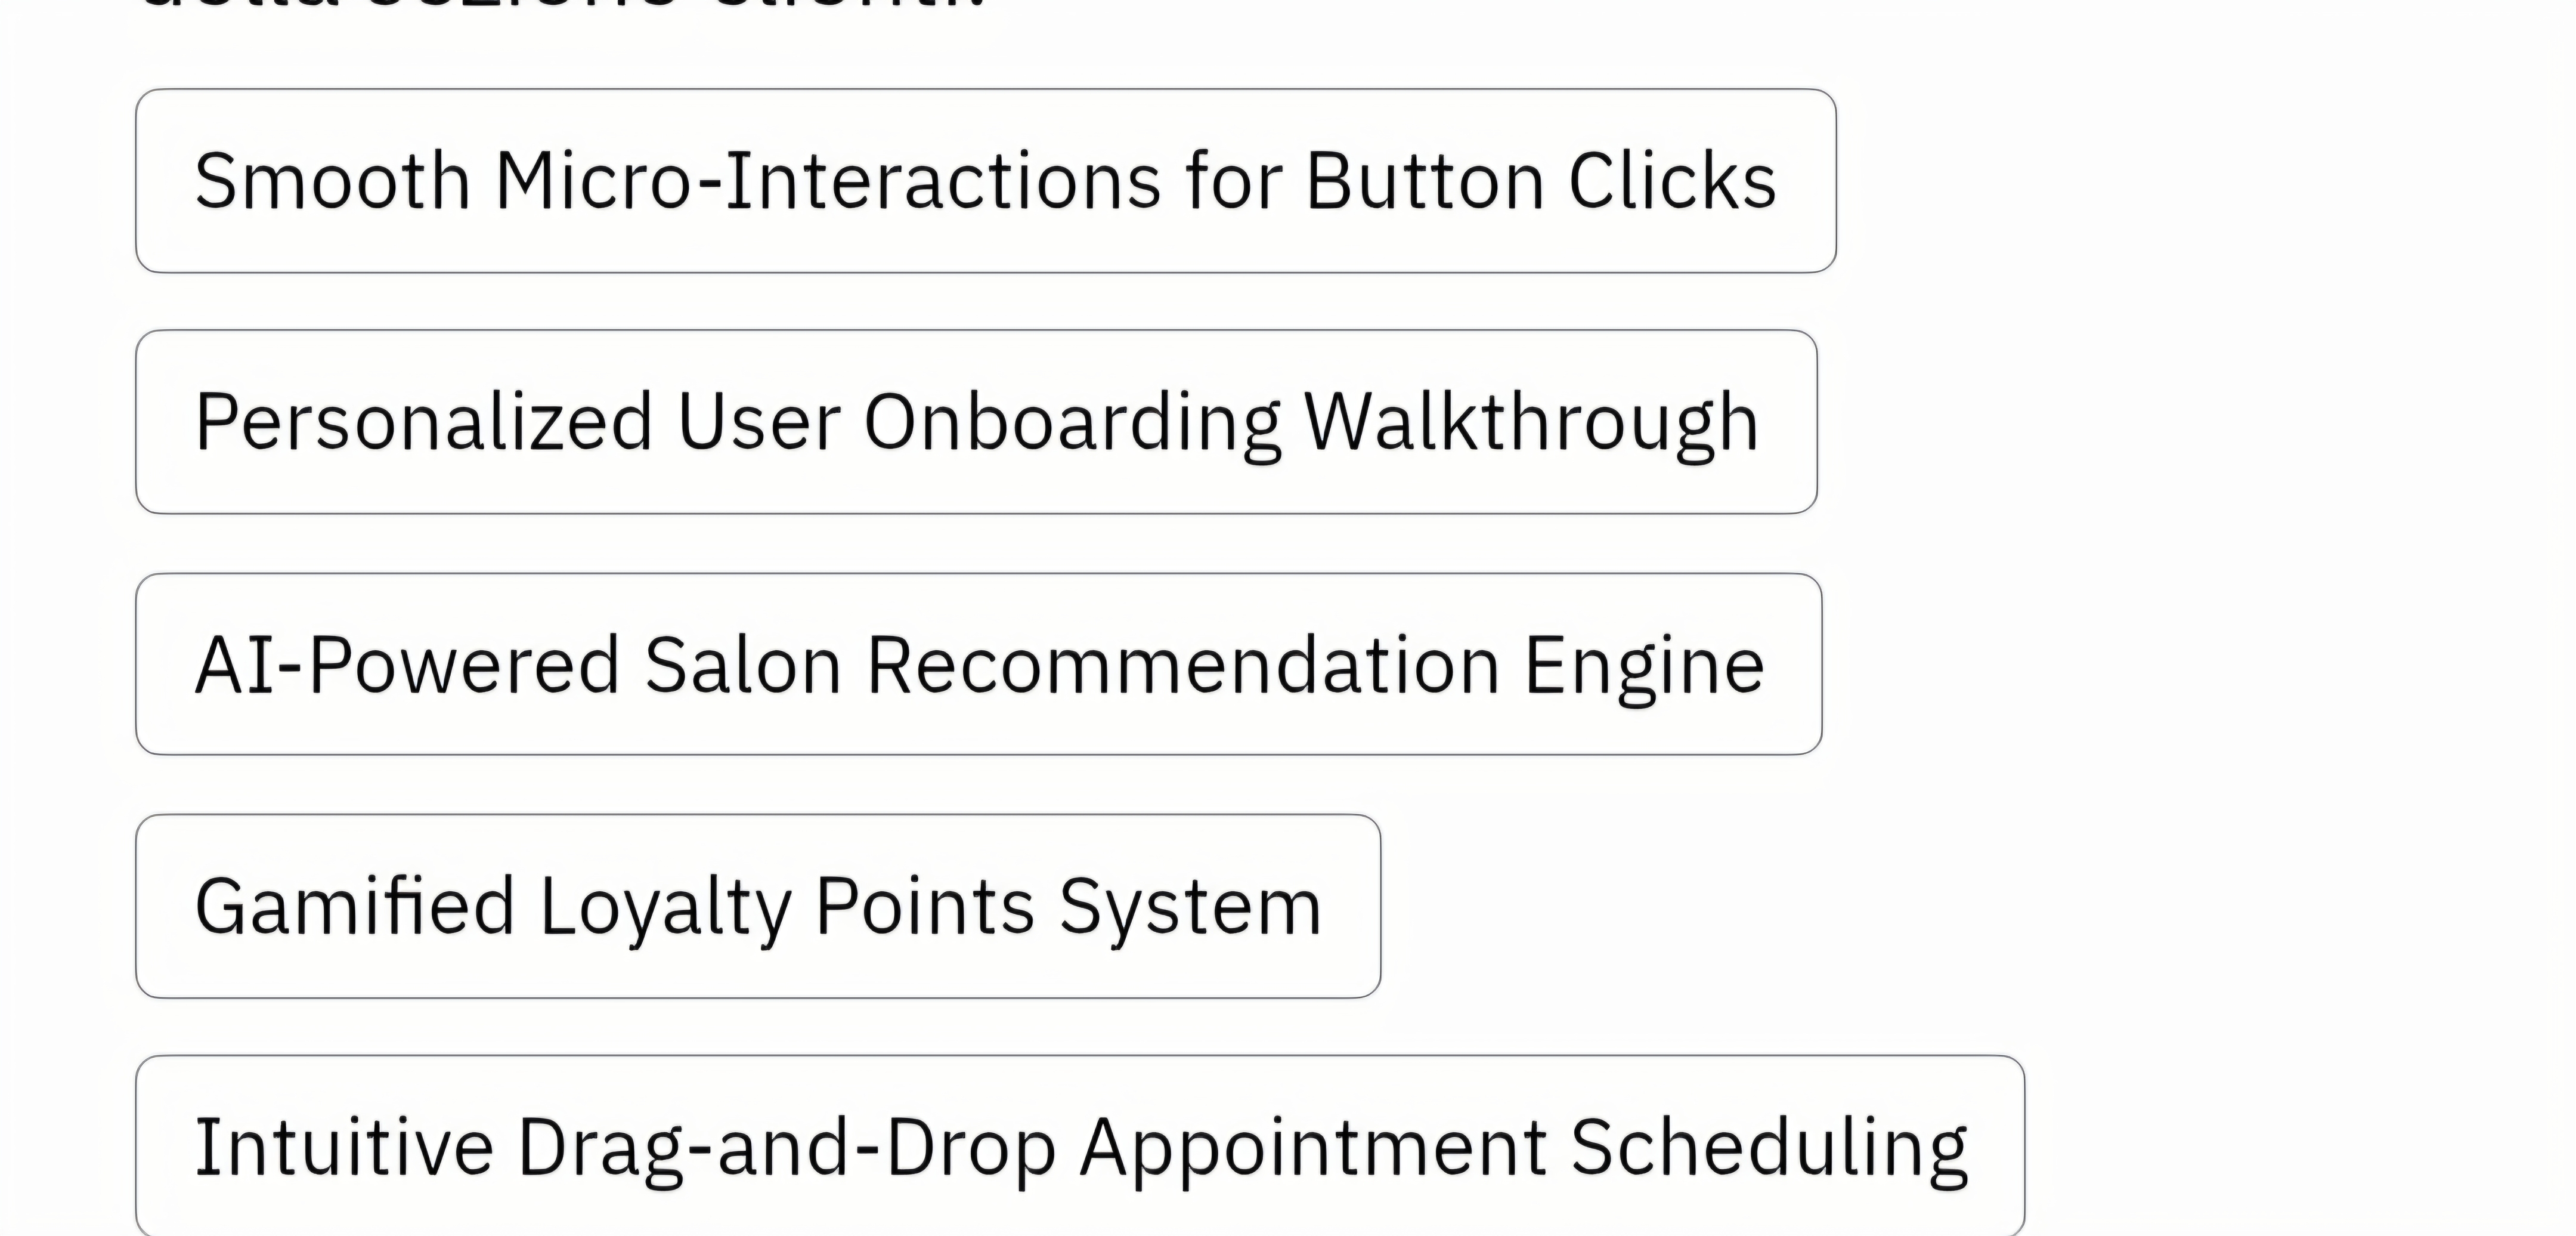 Smooth Micro-Interactions for Button Clicks
Personalized User Onboarding Walkthrough
AI-Powered Salon Recommendation Engine
Gamified Loyalty Points System
Intuitive Drag-and-Drop Appointment Scheduling